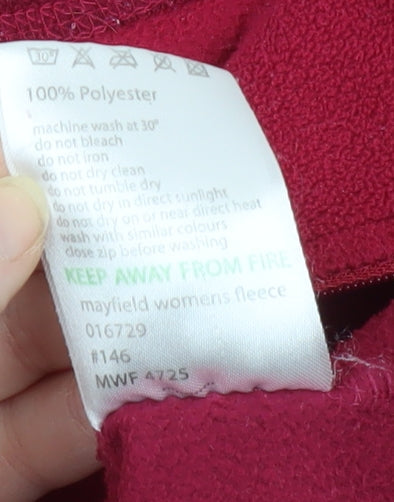 30°
100% Polyester
machine wash at 30°
do not bleach
do not iron
do not dry clean
do not tumble dry
do not dry in direct sunlight
do not dry on or near direct heat
wash with similar colours
close zip before washing
KEEP AWAY FROM FIRE
mayfield womens fleece
016729
#146
MWF 4725